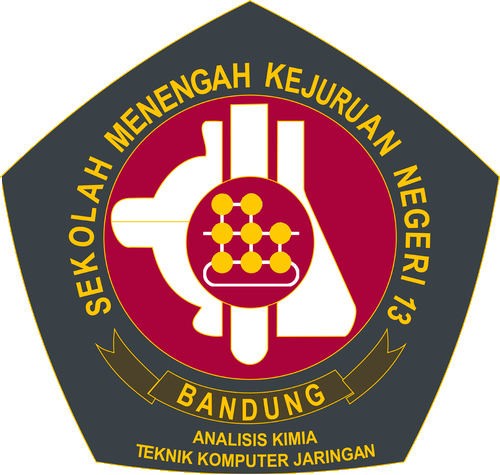 SEKOLAH MENENGAH KEJURUAN NEGERI 13
BANDUNG
ANALISIS KIMIA
TEKNIK KOMPUTER JARINGAN